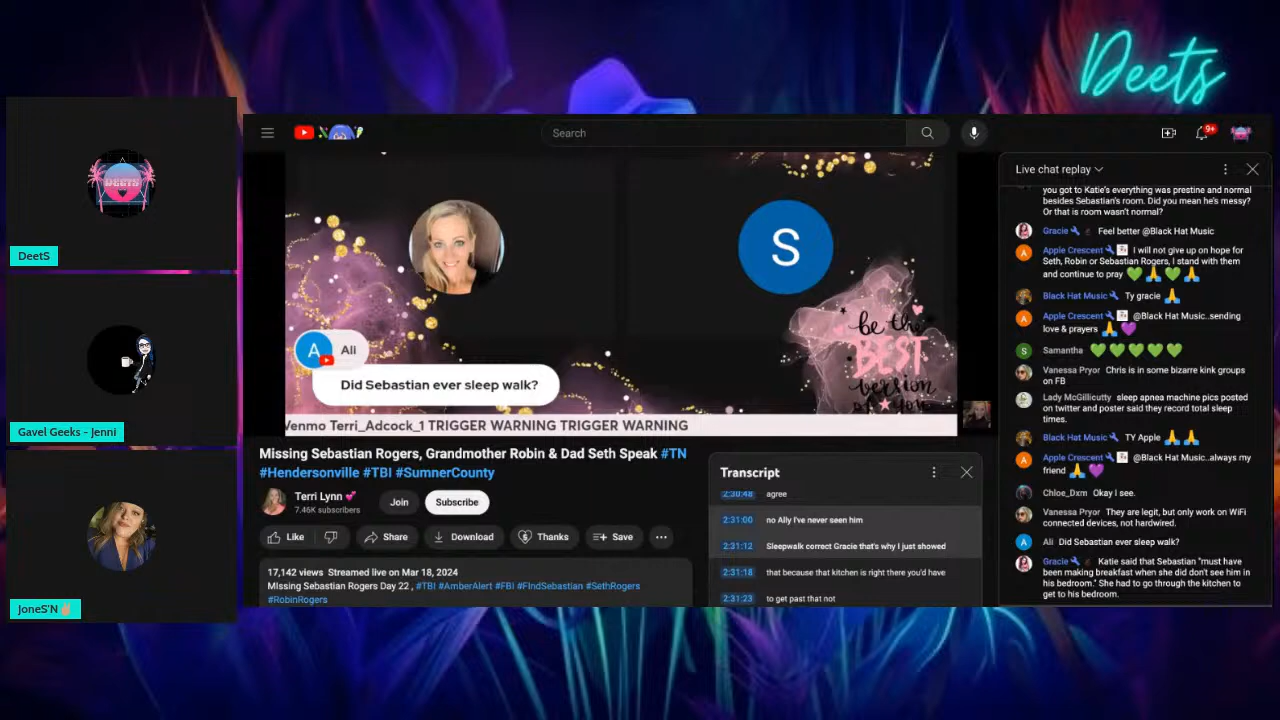 Deets
DEETS
DeetS
Gavel Geeks - Jenni
JoneS'N✌🏼
Search
9+
S
be the
BEST
version
of YOU
A
Ali
Did Sebastian ever sleep walk?
Venmo Terri_Adcock_1 TRIGGER WARNING TRIGGER WARNING
Missing Sebastian Rogers, Grandmother Robin & Dad Seth Speak #TN
#Hendersonville #TBI #SumnerCounty
Terri Lynn 💕
7.46K subscribers
Join
Subscribe
Like
Share
Download
Thanks
Save
17,142 views Streamed live on Mar 18, 2024
Missing Sebastian Rogers Day 22 , #TBI #AmberAlert #FBI #FIndSebastian #SethRogers
#RobinRogers
Transcript
2:30:48 agree
2:31:00 no Ally I've never seen him
2:31:12 Sleepwalk correct Gracie that's why I just showed
2:31:18 that because that kitchen is right there you'd have
2:31:23 to get past that not
Live chat replay
you got to Katie's everything was prestine and normal
besides Sebastian's room. Did you mean he's messy?
Or that is room wasn't normal?
Gracie Feel better @Black Hat Music
A Apple Crescent I will not give up on hope for
Seth, Robin or Sebastian Rogers, I stand with them
and continue to pray 💚 🙏 💚 🙏
Black Hat Music Ty gracie 🙏
A Apple Crescent @Black Hat Music..sending
love & prayers 🙏 💜
S Samantha 💚 💚 💚 💚 💚
Vanessa Pryor Chris is in some bizarre kink groups
on FB
Lady McGillicutty sleep apnea machine pics posted
on twitter and poster said they record total sleep
times.
Black Hat Music TY Apple 🙏 🙏
A Apple Crescent @Black Hat Music..always my
friend 🙏 💜
Chloe_Dxm Okay I see.
Vanessa Pryor They are legit, but only work on WiFi
connected devices, not hardwired.
A Ali Did Sebastian ever sleep walk?
Gracie Katie said that Sebastian "must have
been making breakfast when she did don't see him in
his bedroom." She had to go through the kitchen to
get to his bedroom.